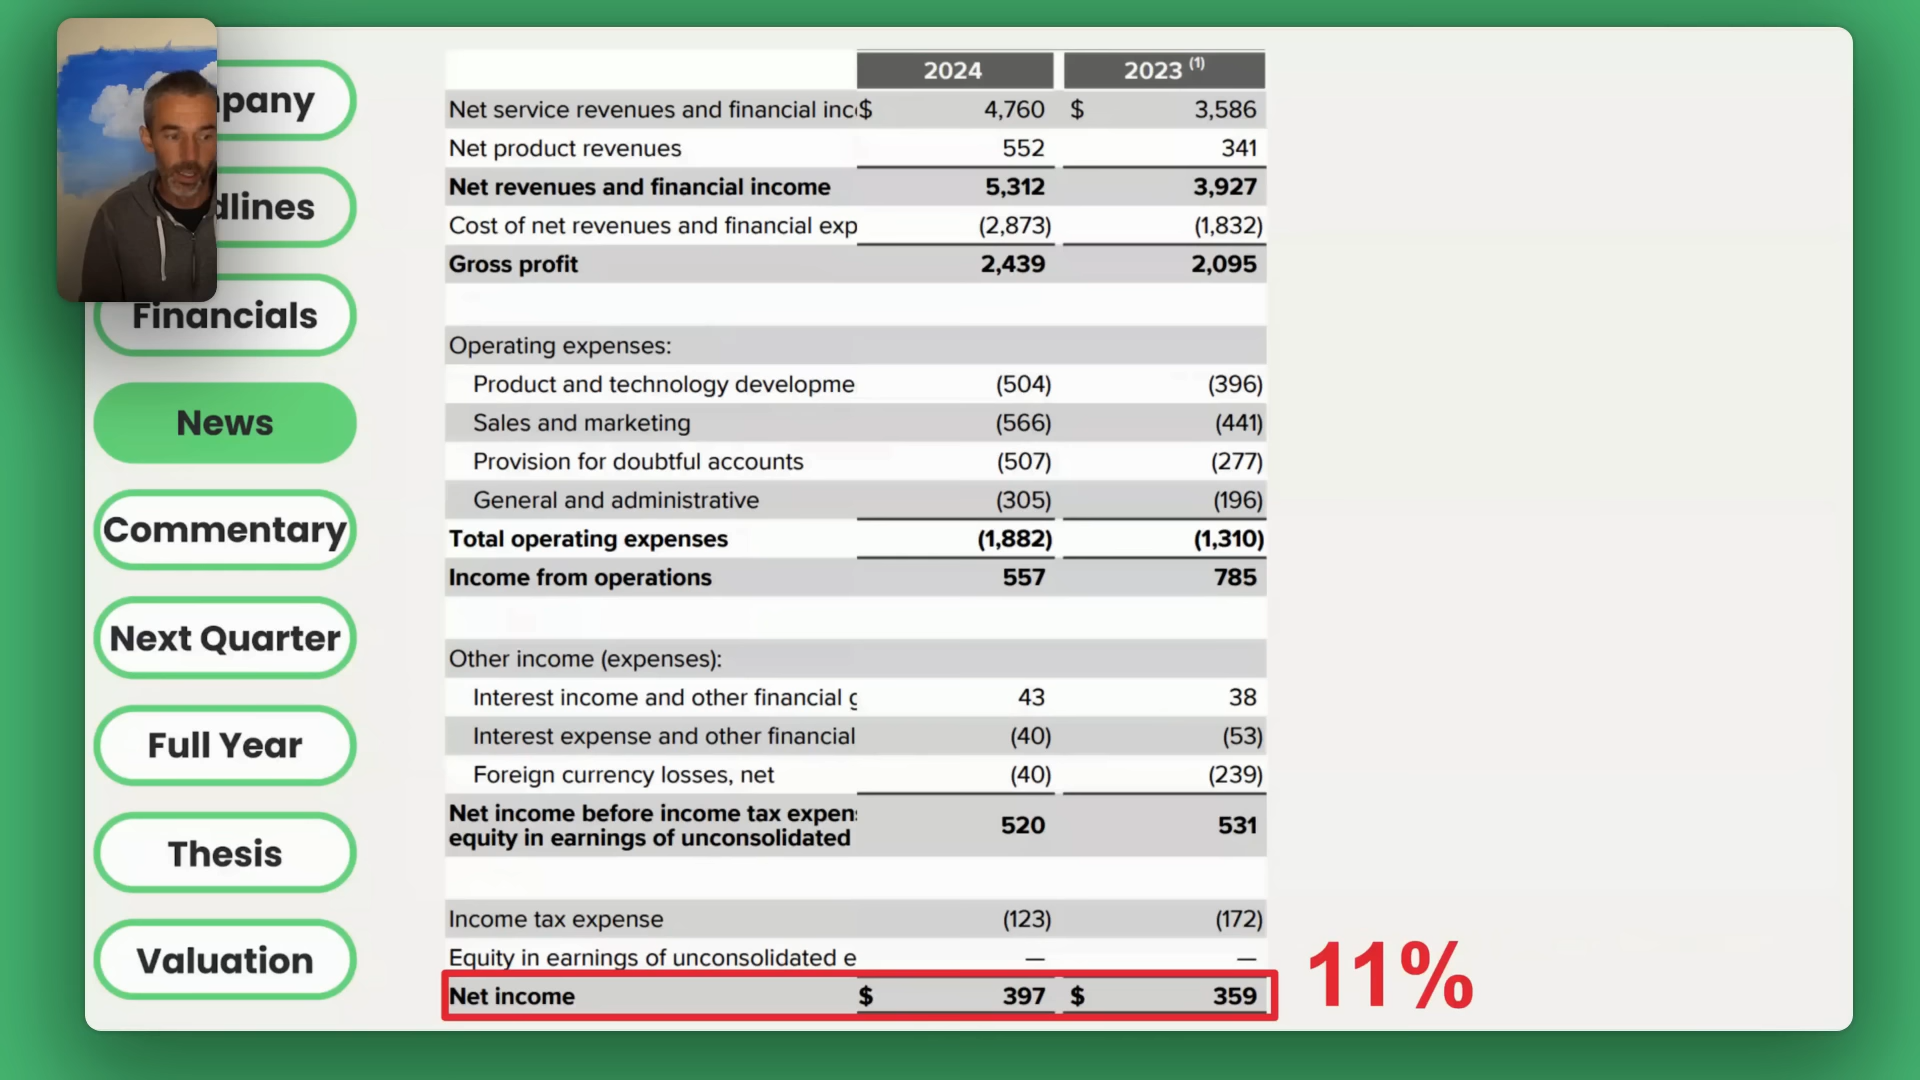 mpany
dlines
Financials
News
Commentary
Next Quarter
Full Year
Thesis
Valuation
2024 2023 (1)
Net service revenues and financial inc $ 4,760 $ 3,586
Net product revenues 552 341
Net revenues and financial income 5,312 3,927
Cost of net revenues and financial exp (2,873) (1,832)
Gross profit 2,439 2,095
Operating expenses:
Product and technology developme (504) (396)
Sales and marketing (566) (441)
Provision for doubtful accounts (507) (277)
General and administrative (305) (196)
Total operating expenses (1,882) (1,310)
Income from operations 557 785
Other income (expenses):
Interest income and other financial g 43 38
Interest expense and other financial (40) (53)
Foreign currency losses, net (40) (239)
Net income before income tax expen
equity in earnings of unconsolidated 520 531
Income tax expense (123) (172)
Equity in earnings of unconsolidated e — —
Net income $ 397 $ 359
11%